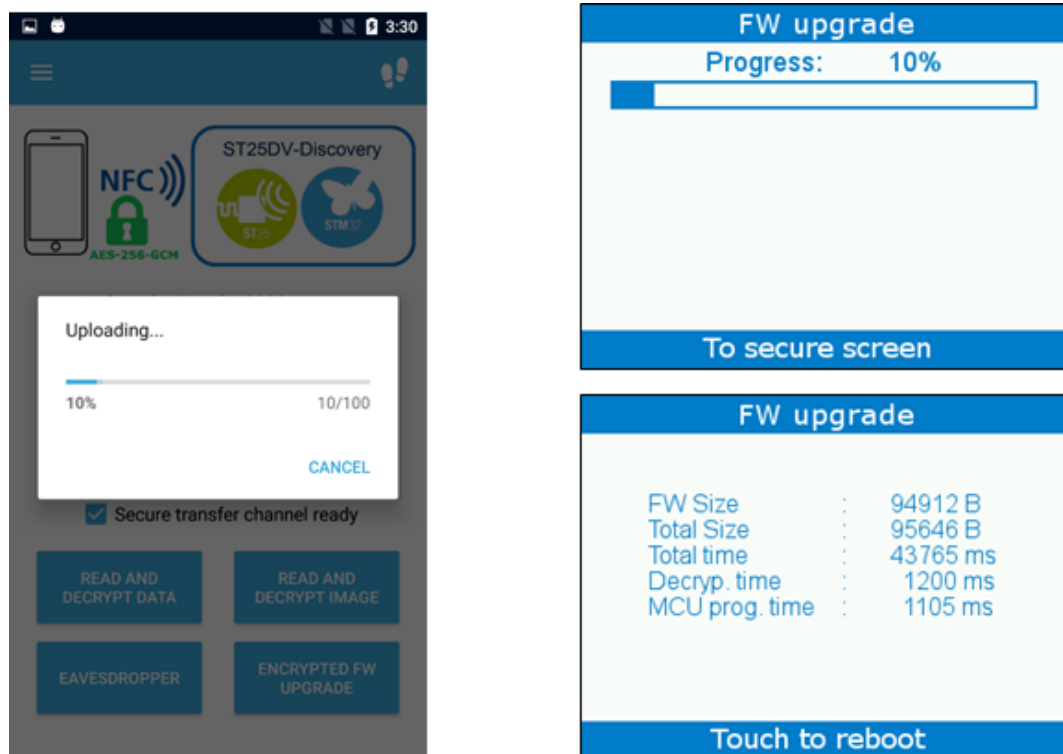 3:30
NFC
AES-256-GCM
ST25DV-Discovery
ST25
STM32
Uploading...
10%
10/100
CANCEL
Secure transfer channel ready
READ AND
DECRYPT DATA
READ AND
DECRYPT IMAGE
EAVESDROPPER
ENCRYPTED FW
UPGRADE
FW upgrade
Progress: 10%
To secure screen
FW upgrade
FW Size : 94912 B
Total Size : 95646 B
Total time : 43765 ms
Decryp. time : 1200 ms
MCU prog. time : 1105 ms
Touch to reboot